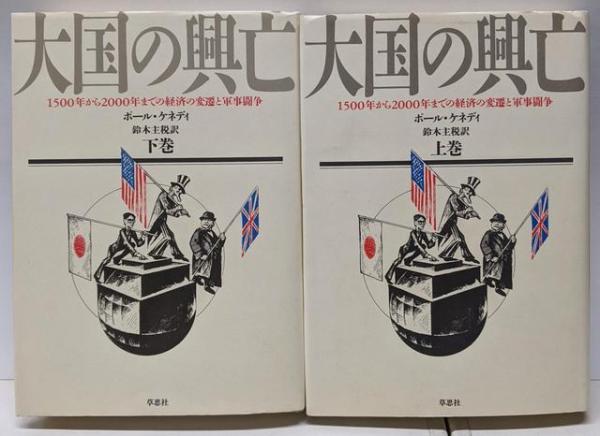 大国の興亡
1500年から2000年までの経済の変遷と軍事闘争
ポール・ケネディ
鈴木主税訳
下巻
草思社
大国の興亡
1500年から2000年までの経済の変遷と軍事闘争
ポール・ケネディ
鈴木主税訳
上巻
草思社